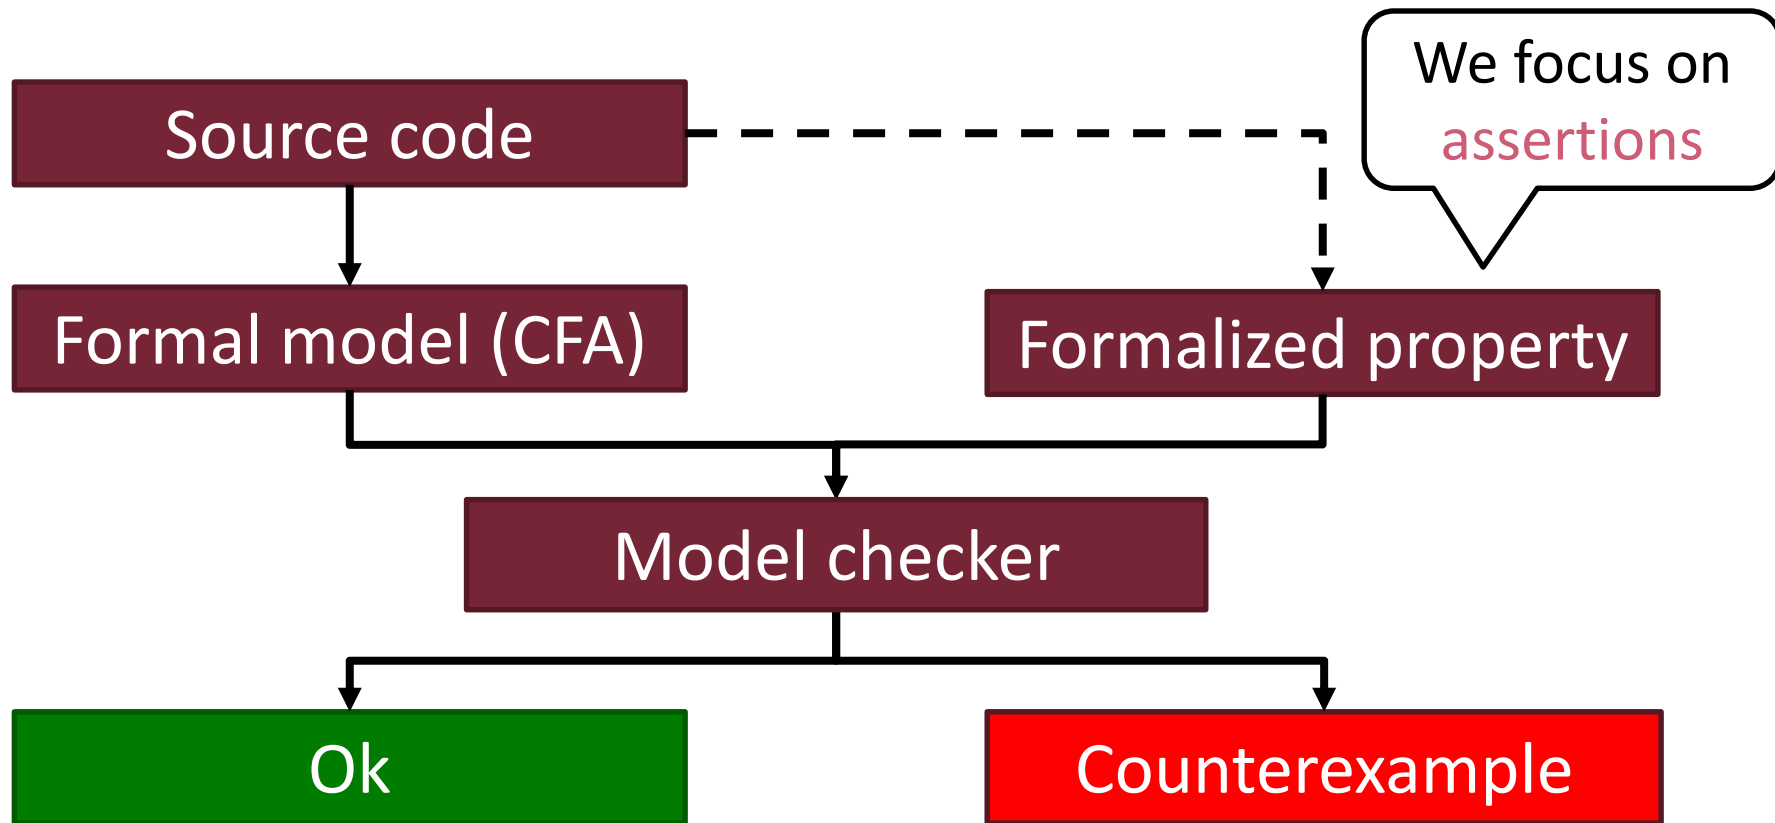 We focus on
assertions
Source code
Formal model (CFA)
Formalized property
Model checker
Ok
Counterexample